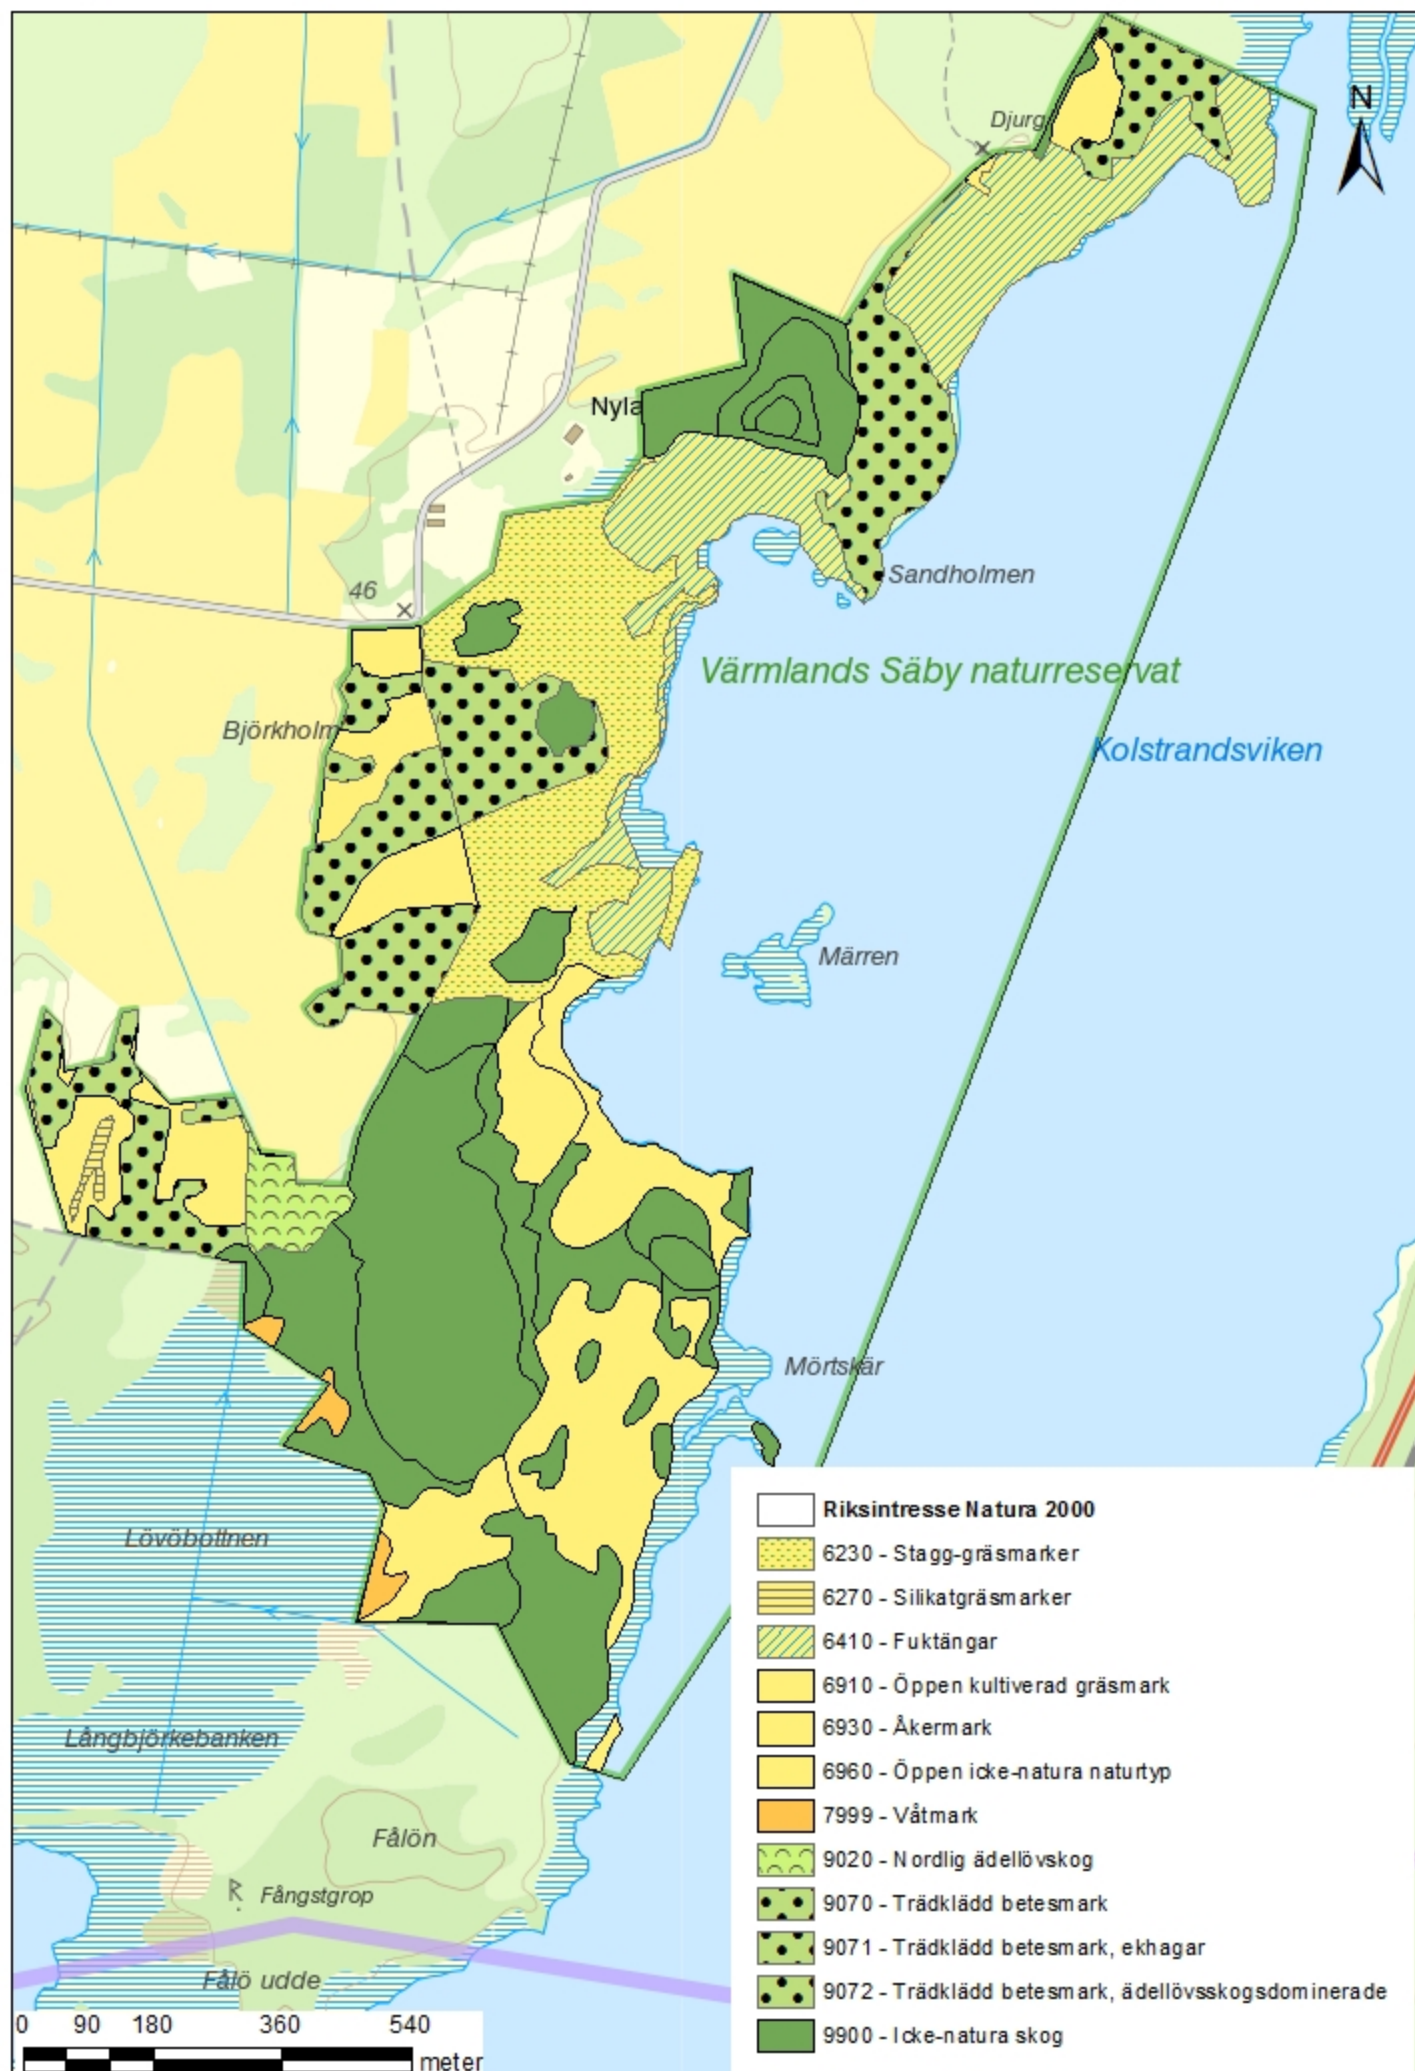 N
Djurg
Nyla
46
Sandholmen
Värmlands Säby naturreservat
Björkholm
Kolstrandsviken
Märren
Mörtskär
Lövöbottnen
Långbjörkebanken
Fålön
R Fångstgrop
Fålö udde
Riksintresse Natura 2000
6230 - Stagg-gräsmarker
6270 - Silikatgräsmarker
6410 - Fuktängar
6910 - Öppen kultiverad gräsmark
6930 - Åkermark
6960 - Öppen icke-natura naturtyp
7999 - Våtmark
9020 - Nordlig ädellövskog
9070 - Trädklädd betesmark
9071 - Trädklädd betesmark, ekhagar
9072 - Trädklädd betesmark, ädellövsskogsdominerade
9900 - Icke-natura skog
0 90 180 360 540
meter